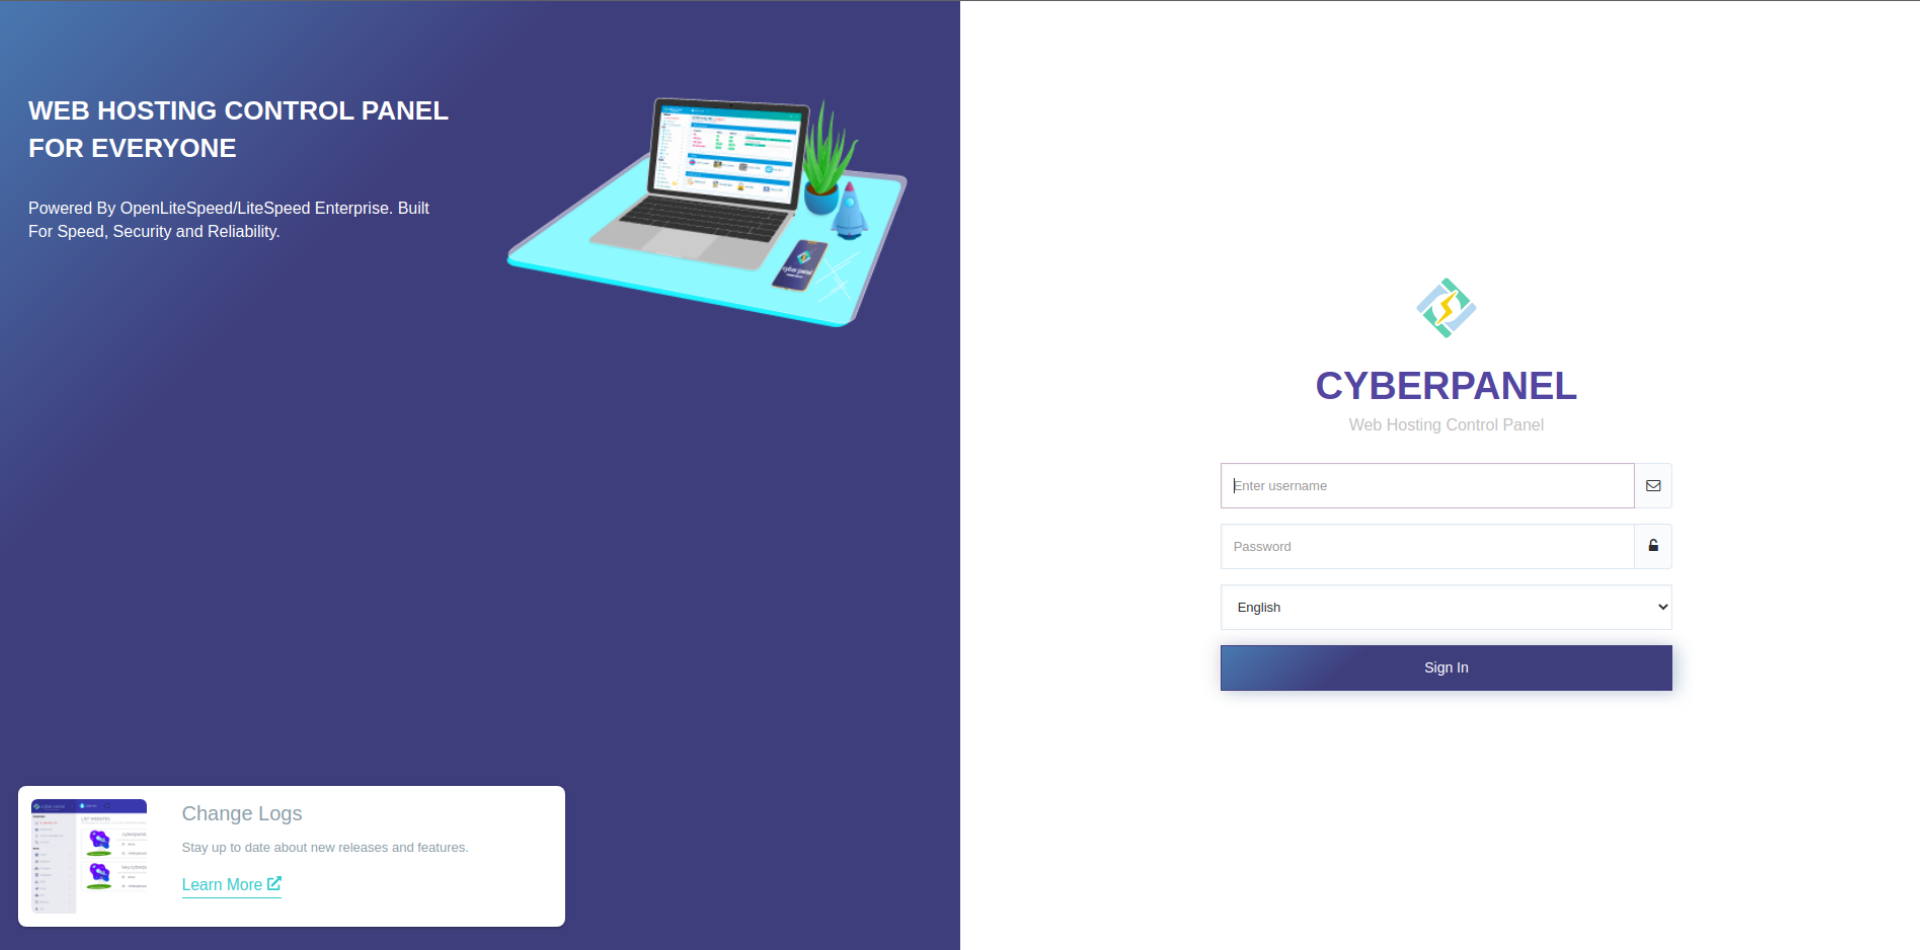 WEB HOSTING CONTROL PANEL
FOR EVERYONE
Powered By OpenLiteSpeed/LiteSpeed Enterprise. Built
For Speed, Security and Reliability.
cyber panel
CYBERPANEL
Web Hosting Control Panel
Enter username
Password
English
Sign In
Change Logs
Stay up to date about new releases and features.
Learn More